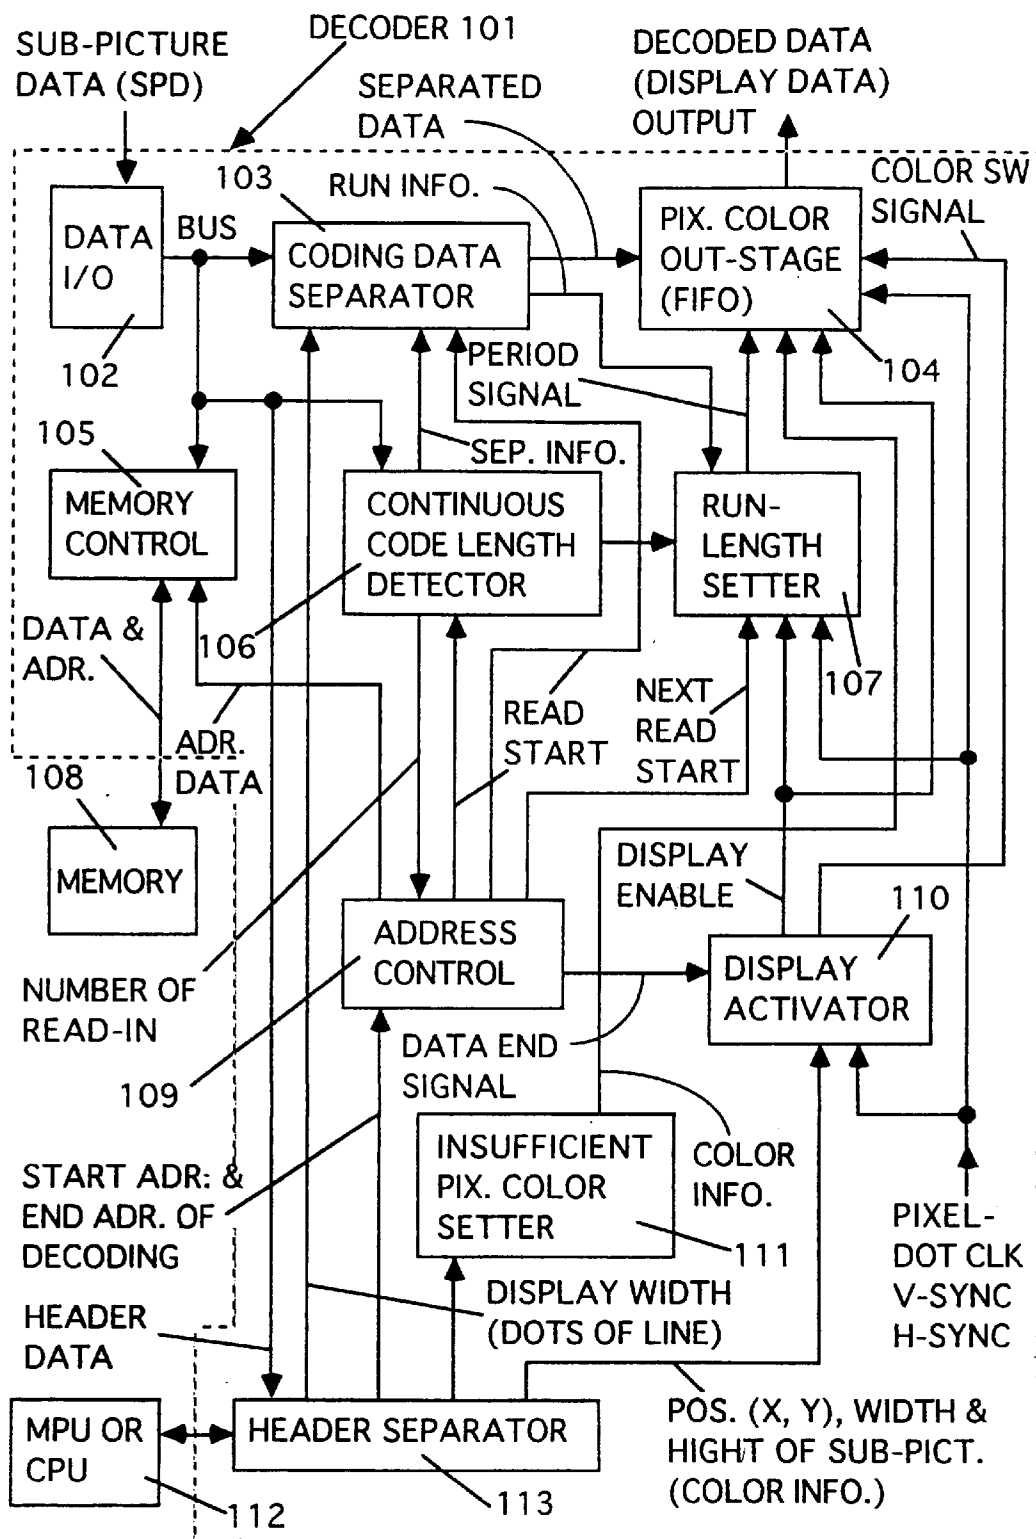 DECODER 101
SUB-PICTURE
DATA (SPD)
SEPARATED
DATA
DECODED DATA
(DISPLAY DATA)
OUTPUT
103
RUN INFO.
COLOR SW
SIGNAL
DATA
I/O
BUS
CODING DATA
SEPARATOR
PIX. COLOR
OUT-STAGE
(FIFO)
102
PERIOD
SIGNAL
104
105
SEP. INFO.
MEMORY
CONTROL
CONTINUOUS
CODE LENGTH
DETECTOR
RUN-
LENGTH
SETTER
DATA &
ADR.
106
107
ADR.
DATA
READ
START
NEXT
READ
START
108
MEMORY
DISPLAY
ENABLE
110
ADDRESS
CONTROL
DISPLAY
ACTIVATOR
NUMBER OF
READ-IN
DATA END
SIGNAL
109
INSUFFICIENT
PIX. COLOR
SETTER
COLOR
INFO.
START ADR: &
END ADR. OF
DECODING
111
PIXEL-
DOT CLK
V-SYNC
H-SYNC
DISPLAY WIDTH
(DOTS OF LINE)
HEADER
DATA
MPU OR
CPU
HEADER SEPARATOR
POS. (X, Y), WIDTH &
HIGHT OF SUB-PICT.
(COLOR INFO.)
112
113